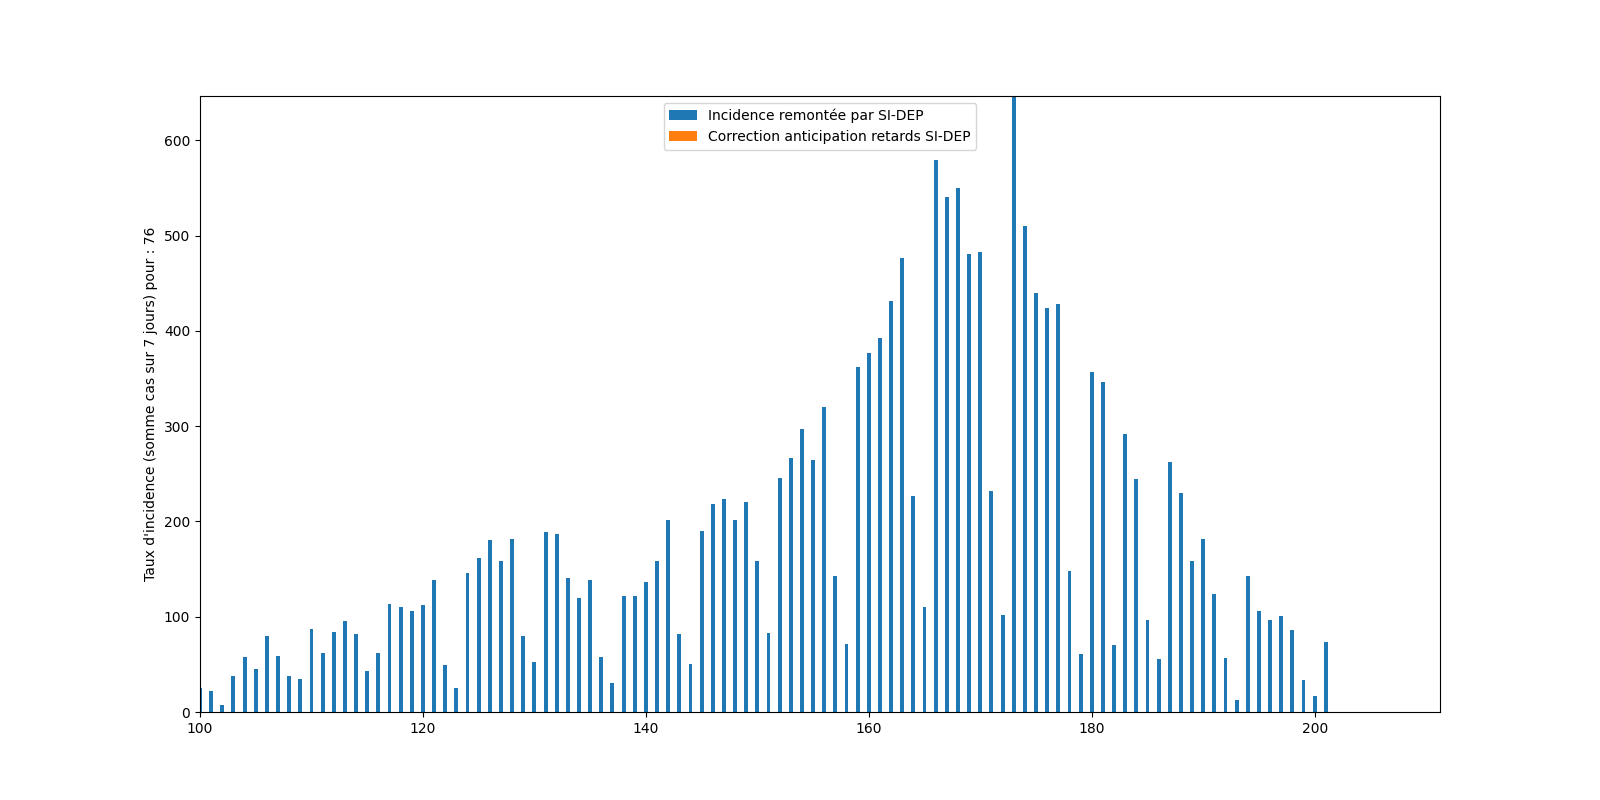 Incidence remontée par SI-DEP
Correction anticipation retards SI-DEP
Taux d'incidence (somme cas sur 7 jours) pour : 76
600
500
400
300
200
100
0
100 120 140 160 180 200